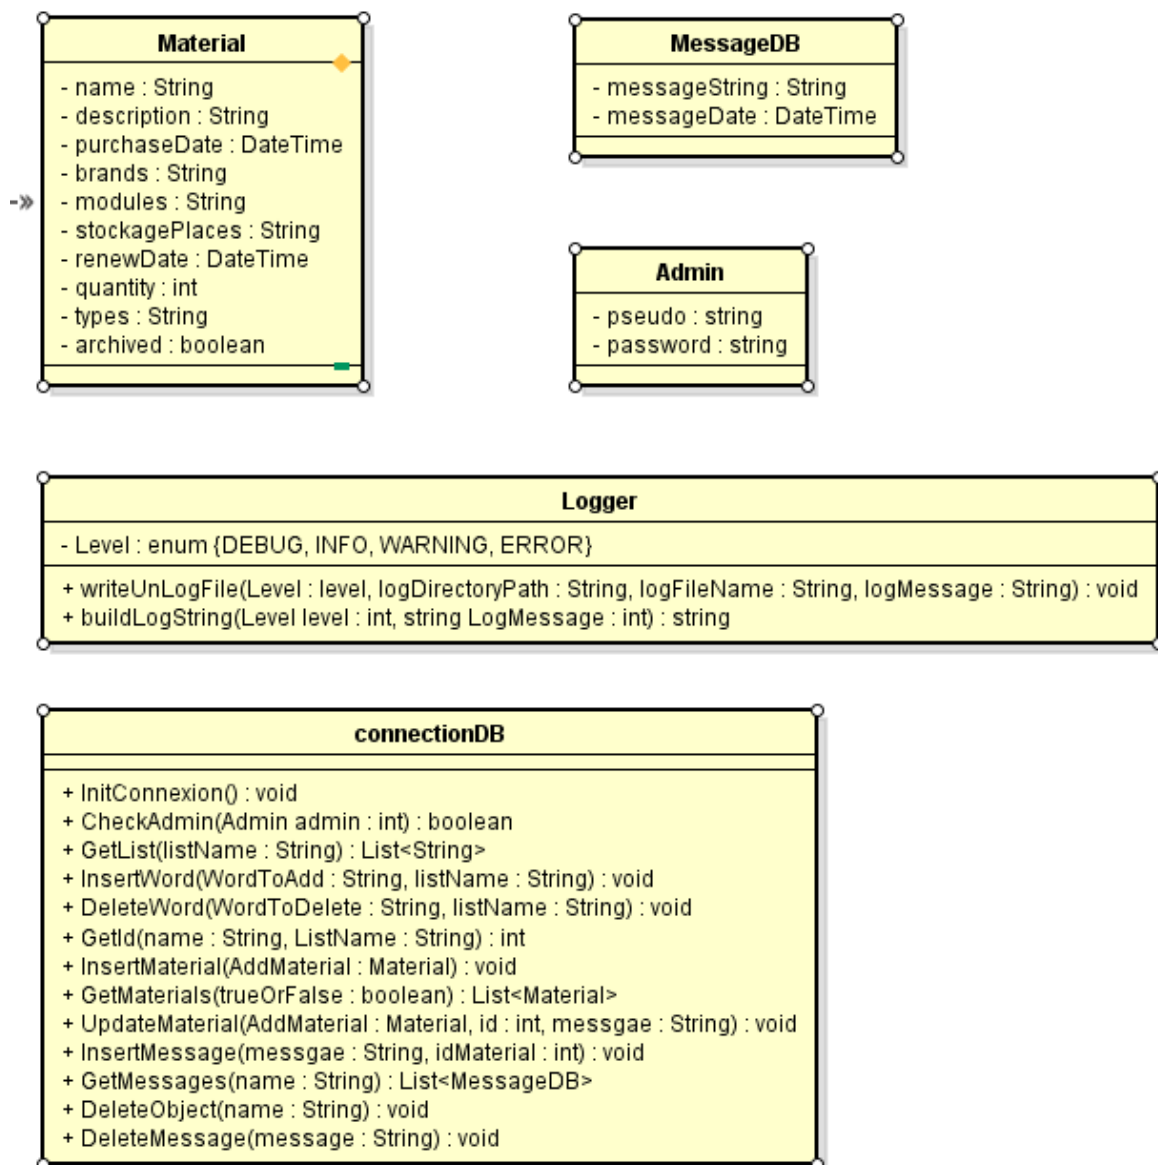 Material
- name : String
- description : String
- purchaseDate : DateTime
- brands : String
- modules : String
- stockagePlaces : String
- renewDate : DateTime
- quantity : int
- types : String
- archived : boolean
MessageDB
- messageString : String
- messageDate : DateTime
Admin
- pseudo : string
- password : string
Logger
- Level : enum {DEBUG, INFO, WARNING, ERROR}
+ writeUnLogFile(Level : level, logDirectoryPath : String, logFileName : String, logMessage : String) : void
+ buildLogString(Level level : int, string LogMessage : int) : string
connectionDB
+ InitConnexion() : void
+ CheckAdmin(Admin admin : int) : boolean
+ GetList(listName : String) : List<String>
+ InsertWord(WordToAdd : String, listName : String) : void
+ DeleteWord(WordToDelete : String, listName : String) : void
+ GetId(name : String, ListName : String) : int
+ InsertMaterial(AddMaterial : Material) : void
+ GetMaterials(trueOrFalse : boolean) : List<Material>
+ UpdateMaterial(AddMaterial : Material, id : int, messgae : String) : void
+ InsertMessage(messgae : String, idMaterial : int) : void
+ GetMessages(name : String) : List<MessageDB>
+ DeleteObject(name : String) : void
+ DeleteMessage(message : String) : void